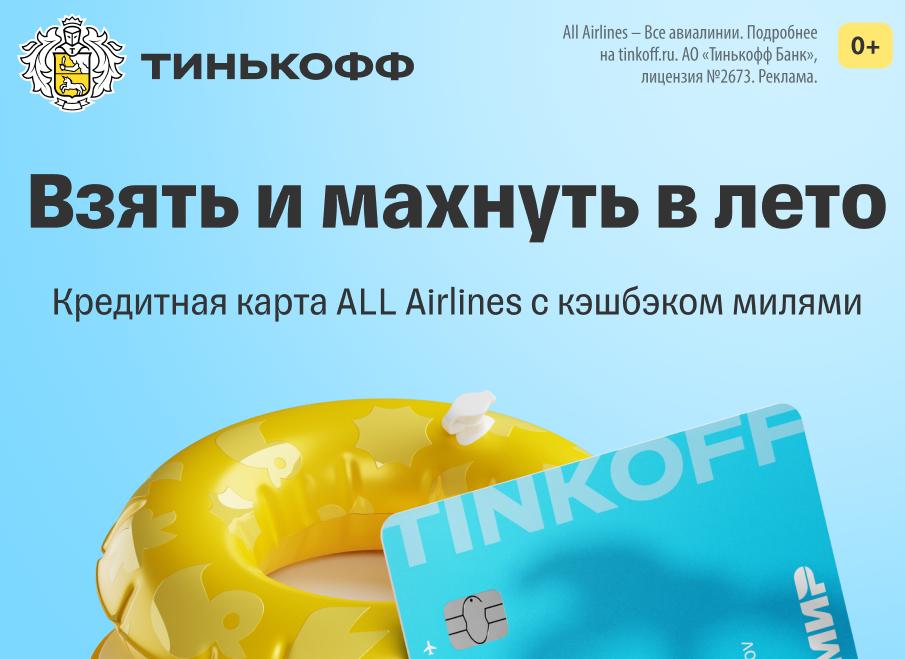 ТИНЬКОФФ
All Airlines – Все авиалинии. Подробнее
на tinkoff.ru. АО «Тинькофф Банк»,
лицензия №2673. Реклама.
0+
Взять и махнуть в лето
Кредитная карта ALL Airlines с кэшбэком милями
TINKOFF
МИР